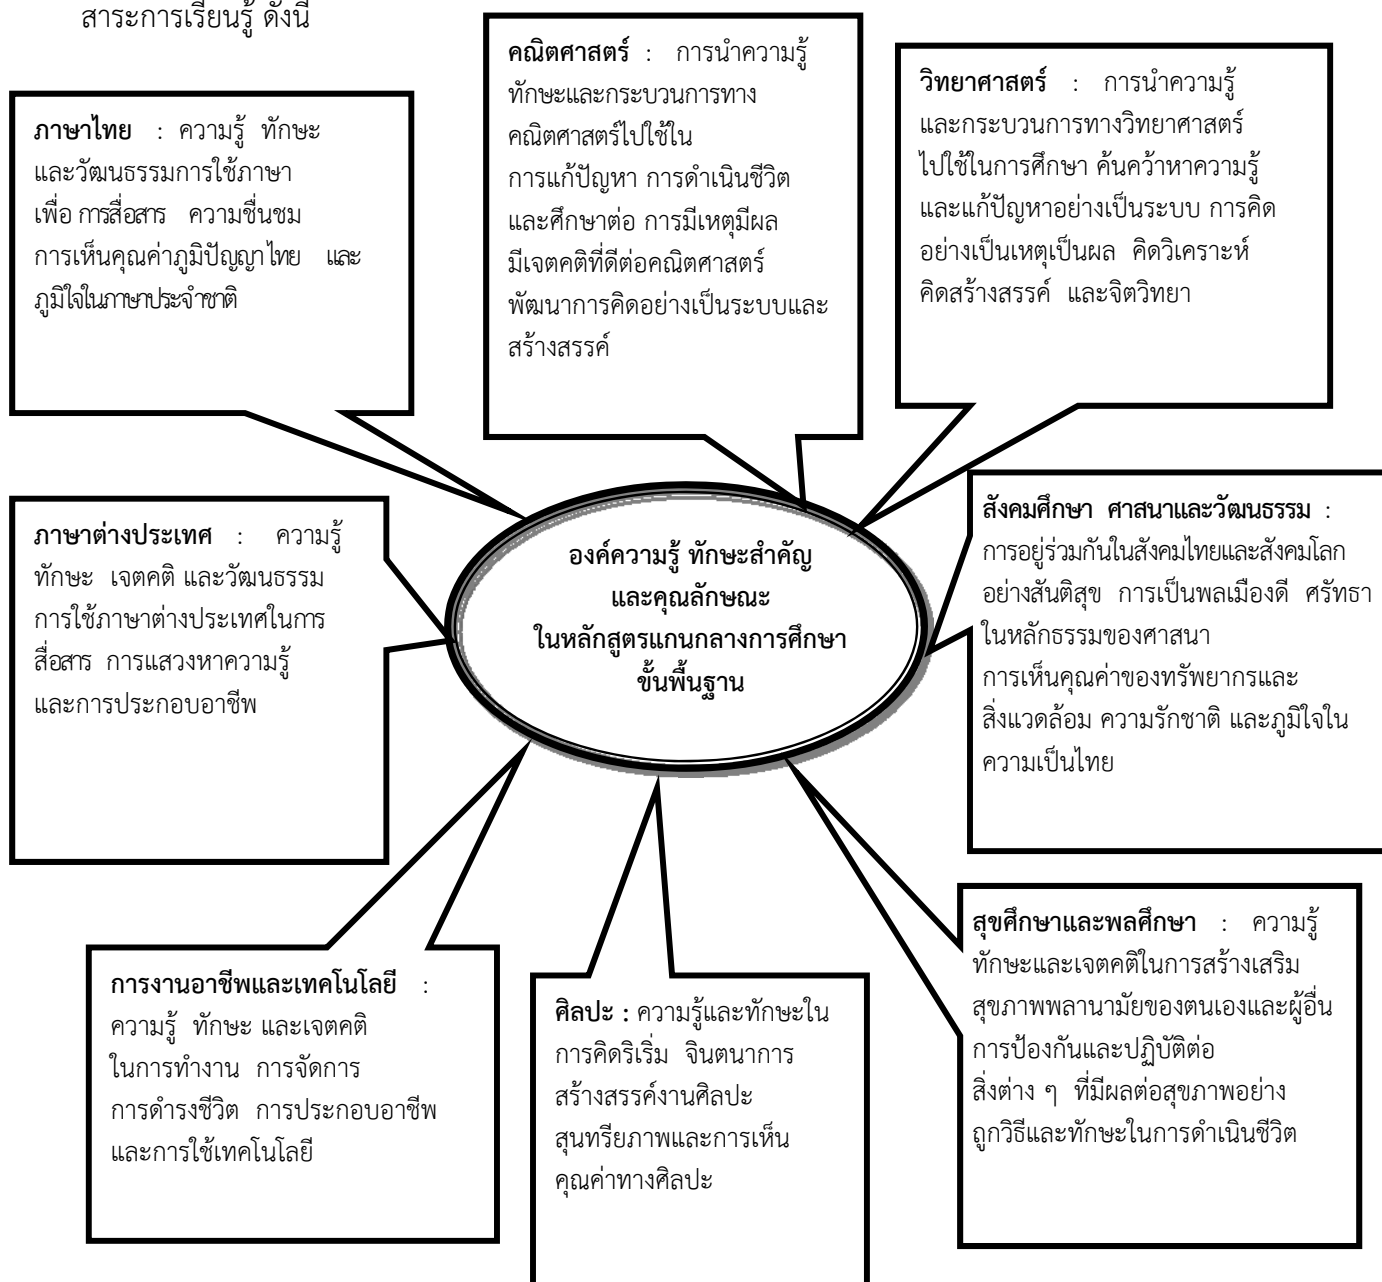 สาระการเรียนรู้ ดังนี้
ภาษาไทย : ความรู้ ทักษะ
และวัฒนธรรมการใช้ภาษา
เพื่อ การสื่อสาร ความชื่นชม
การเห็นคุณค่าภูมิปัญญา ไทย และ
ภูมิใจในภาษาประจำชาติ
คณิตศาสตร์ : การนำความรู้
ทักษะและกระบวนการทาง
คณิตศาสตร์ไปใช้ใน
การแก้ปัญหา การดำเนินชีวิต
และศึกษาต่อ การมีเหตุมีผล
มีเจตคติที่ดีต่อคณิตศาสตร์
พัฒนาการคิดอย่างเป็นระบบและ
สร้างสรรค์
วิทยาศาสตร์ : การนำความรู้
และกระบวนการทางวิทยาศาสตร์
ไปใช้ในการศึกษา ค้นคว้าหาความรู้
และแก้ปัญหาอย่างเป็นระบบ การคิด
อย่างเป็นเหตุเป็นผล คิดวิเคราะห์
คิดสร้างสรรค์ และจิตวิทยา
ภาษาต่างประเทศ : ความรู้
ทักษะ เจตคติ และวัฒนธรรม
การใช้ภาษาต่างประเทศในการ
สื่อสาร การแสวงหาความรู้
และการประกอบอาชีพ
องค์ความรู้ ทักษะสำคัญ
และคุณลักษณะ
ในหลักสูตรแกนกลางการศึกษา
ขั้นพื้นฐาน
สังคมศึกษา ศาสนาและวัฒนธรรม :
การอยู่ร่วมกันในสังคมไทยและสังคมโลก
อย่างสันติสุข การเป็นพลเมืองดี ศรัทธา
ในหลักธรรมของศาสนา
การเห็นคุณค่าของทรัพยากรและ
สิ่งแวดล้อม ความรักชาติ และภูมิใจใน
ความเป็นไทย
การงานอาชีพและเทคโนโลยี :
ความรู้ ทักษะ และเจตคติ
ในการทำงาน การจัดการ
การดำรงชีวิต การประกอบอาชีพ
และการใช้เทคโนโลยี
ศิลปะ : ความรู้และทักษะใน
การคิดริเริ่ม จินตนาการ
สร้างสรรค์งานศิลปะ
สุนทรียภาพและการเห็น
คุณค่าทางศิลปะ
สุขศึกษาและพลศึกษา : ความรู้
ทักษะและเจตคติในการสร้างเสริม
สุขภาพพลานามัยของตนเองและผู้อื่น
การป้องกันและปฏิบัติต่อ
สิ่งต่าง ๆ ที่มีผลต่อสุขภาพอย่าง
ถูกวิธีและทักษะในการดำเนินชีวิต